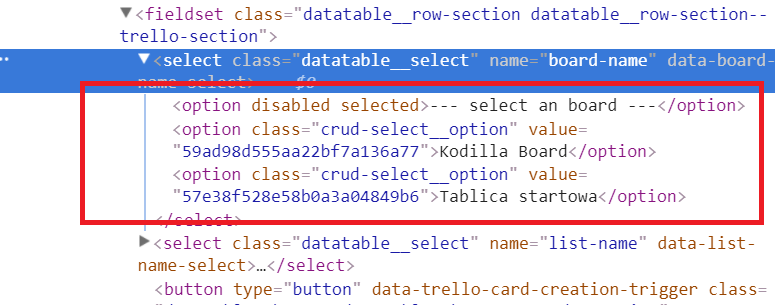 ▼<fieldset class="datatable__row-section datatable__row-section--
trello-section">
▼<select class="datatable__select" name="board-name" data-board-
name-select> == $0
<option disabled selected>--- select an board ---</option>
<option class="crud-select__option" value=
"59ad98d555aa22bf7a136a77">Kodilla Board</option>
<option class="crud-select__option" value=
"57e38f528e58b0a3a04849b6">Tablica startowa</option>
</select>
▶<select class="datatable__select" name="list-name" data-list-
name-select>…</select>
<button type="button" data-trello-card-creation-trigger class=